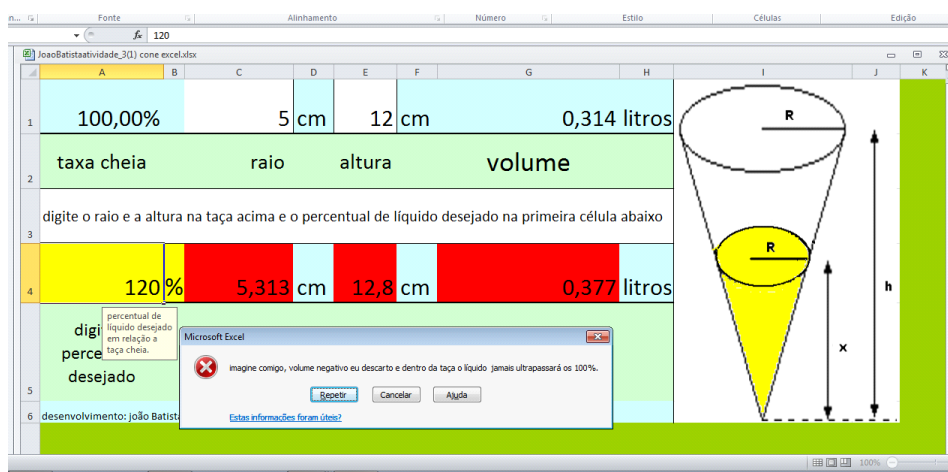 n... Fonte Alinhamento Número Estilo Células Edição
fx 120
JoaoBatistaatividade_3(1) cone excel.xlsx
A B C D E F G H I J K
1 100,00% 5 cm 12 cm 0,314 litros
2 taxa cheia raio altura volume
3 digite o raio e a altura na taça acima e o percentual de líquido desejado na primeira célula abaixo
4 120 % 5,313 cm 12,8 cm 0,377 litros
percentual de
líquido desejado
em relação a
taça cheia.
5 digi
perce
desejado
Microsoft Excel
imagine comigo, volume negativo eu descarto e dentro da taça o líquido jamais ultrapassará os 100%.
Repetir Cancelar Ajuda
Estas informações foram úteis?
6 desenvolvimento: joão Batista
R
R
h
x
100%